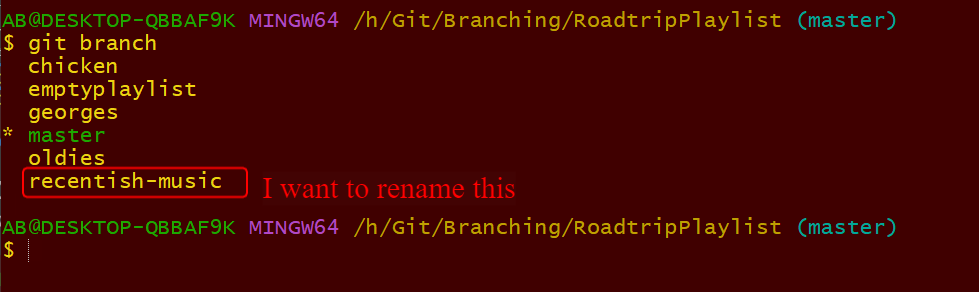 AB@DESKTOP-QBBAF9K MINGW64 /h/Git/Branching/RoadtripPlaylist (master)
$ git branch
chicken
emptyplaylist
georges
* master
oldies
recentish-music I want to rename this
AB@DESKTOP-QBBAF9K MINGW64 /h/Git/Branching/RoadtripPlaylist (master)
$